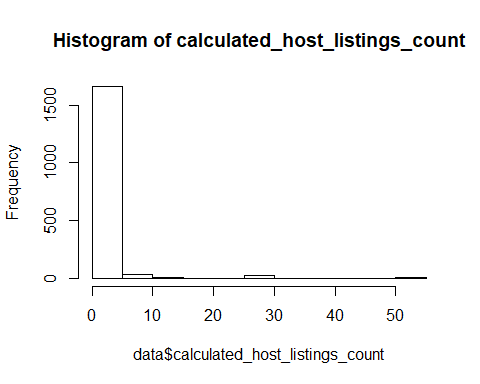 Histogram of calculated_host_listings_count
Frequency
1500
1000
500
0
0 10 20 30 40 50
data$calculated_host_listings_count